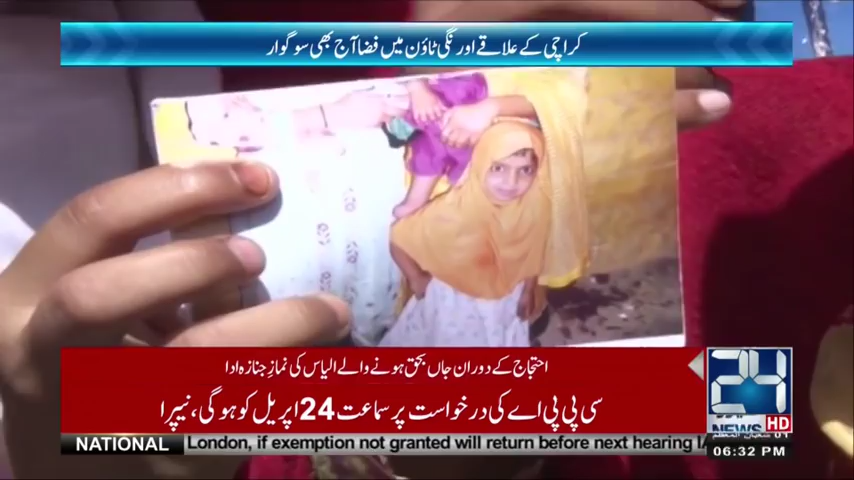 کراچی کے علاقے اورنگی ٹاؤن میں فضا آج بھی سوگوار
احتجاج کے دوران جاں بحق ہونے والے الیاس کی نماز جنازہ ادا
سی پی پی اے کی درخواست پر سماعت 24 اپریل کو ہوگی، نیپرا
24
NEWS HD
NATIONAL London, if exemption not granted will return before next hearing
06:32 PM